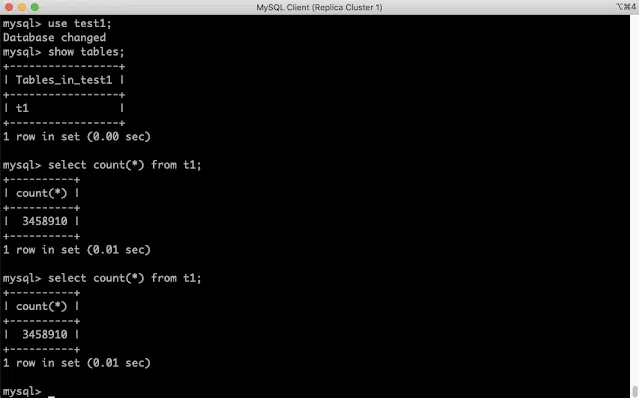 MySQL Client (Replica Cluster 1)
⌥⌘4
mysql> use test1;
Database changed
mysql> show tables;
+-----------------+
| Tables_in_test1 |
+-----------------+
| t1              |
+-----------------+
1 row in set (0.00 sec)
mysql> select count(*) from t1;
+----------+
| count(*) |
+----------+
|  3458910 |
+----------+
1 row in set (0.01 sec)
mysql> select count(*) from t1;
+----------+
| count(*) |
+----------+
|  3458910 |
+----------+
1 row in set (0.01 sec)
mysql>